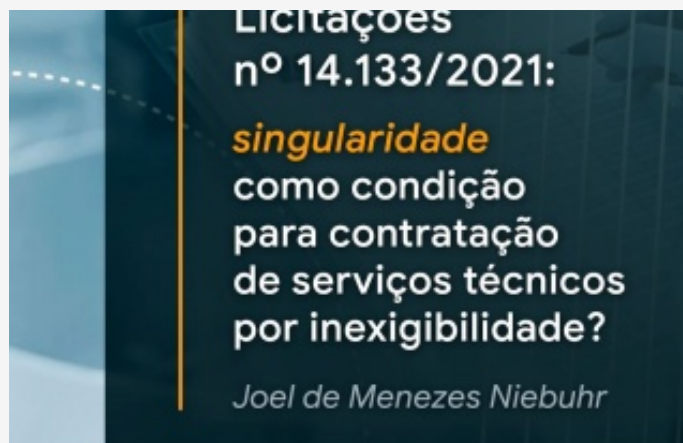 Licitações
nº 14.133/2021:
singularidade
como condição
para contratação
de serviços técnicos
por inexigibilidade?
Joel de Menezes Niebuhr